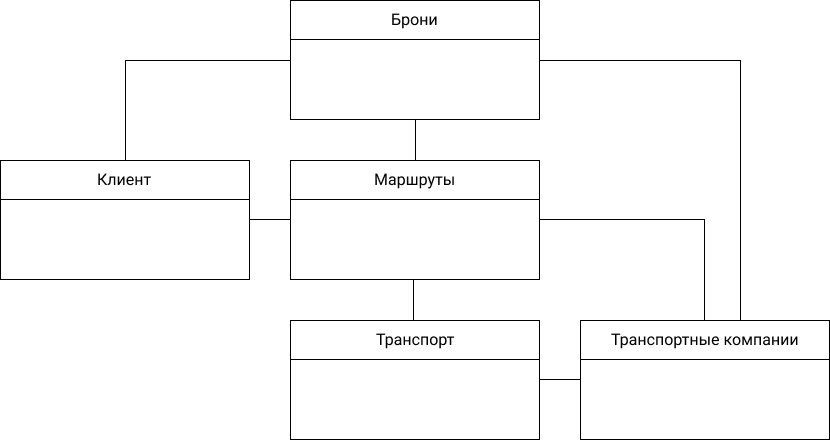 Брони
Клиент
Маршруты
Транспорт
Транспортные компании